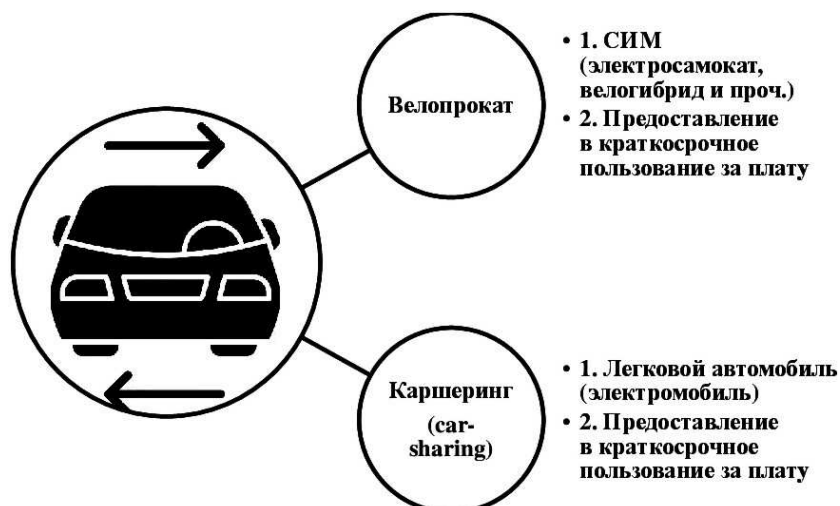 Велопрокат
• 1. СИМ
(электросамокат,
велогибрид и проч.)
• 2. Предоставление
в краткосрочное
пользование за плату
Каршеринг
(car-
sharing)
• 1. Легковой автомобиль
(электромобиль)
• 2. Предоставление
в краткосрочное
пользование за плату